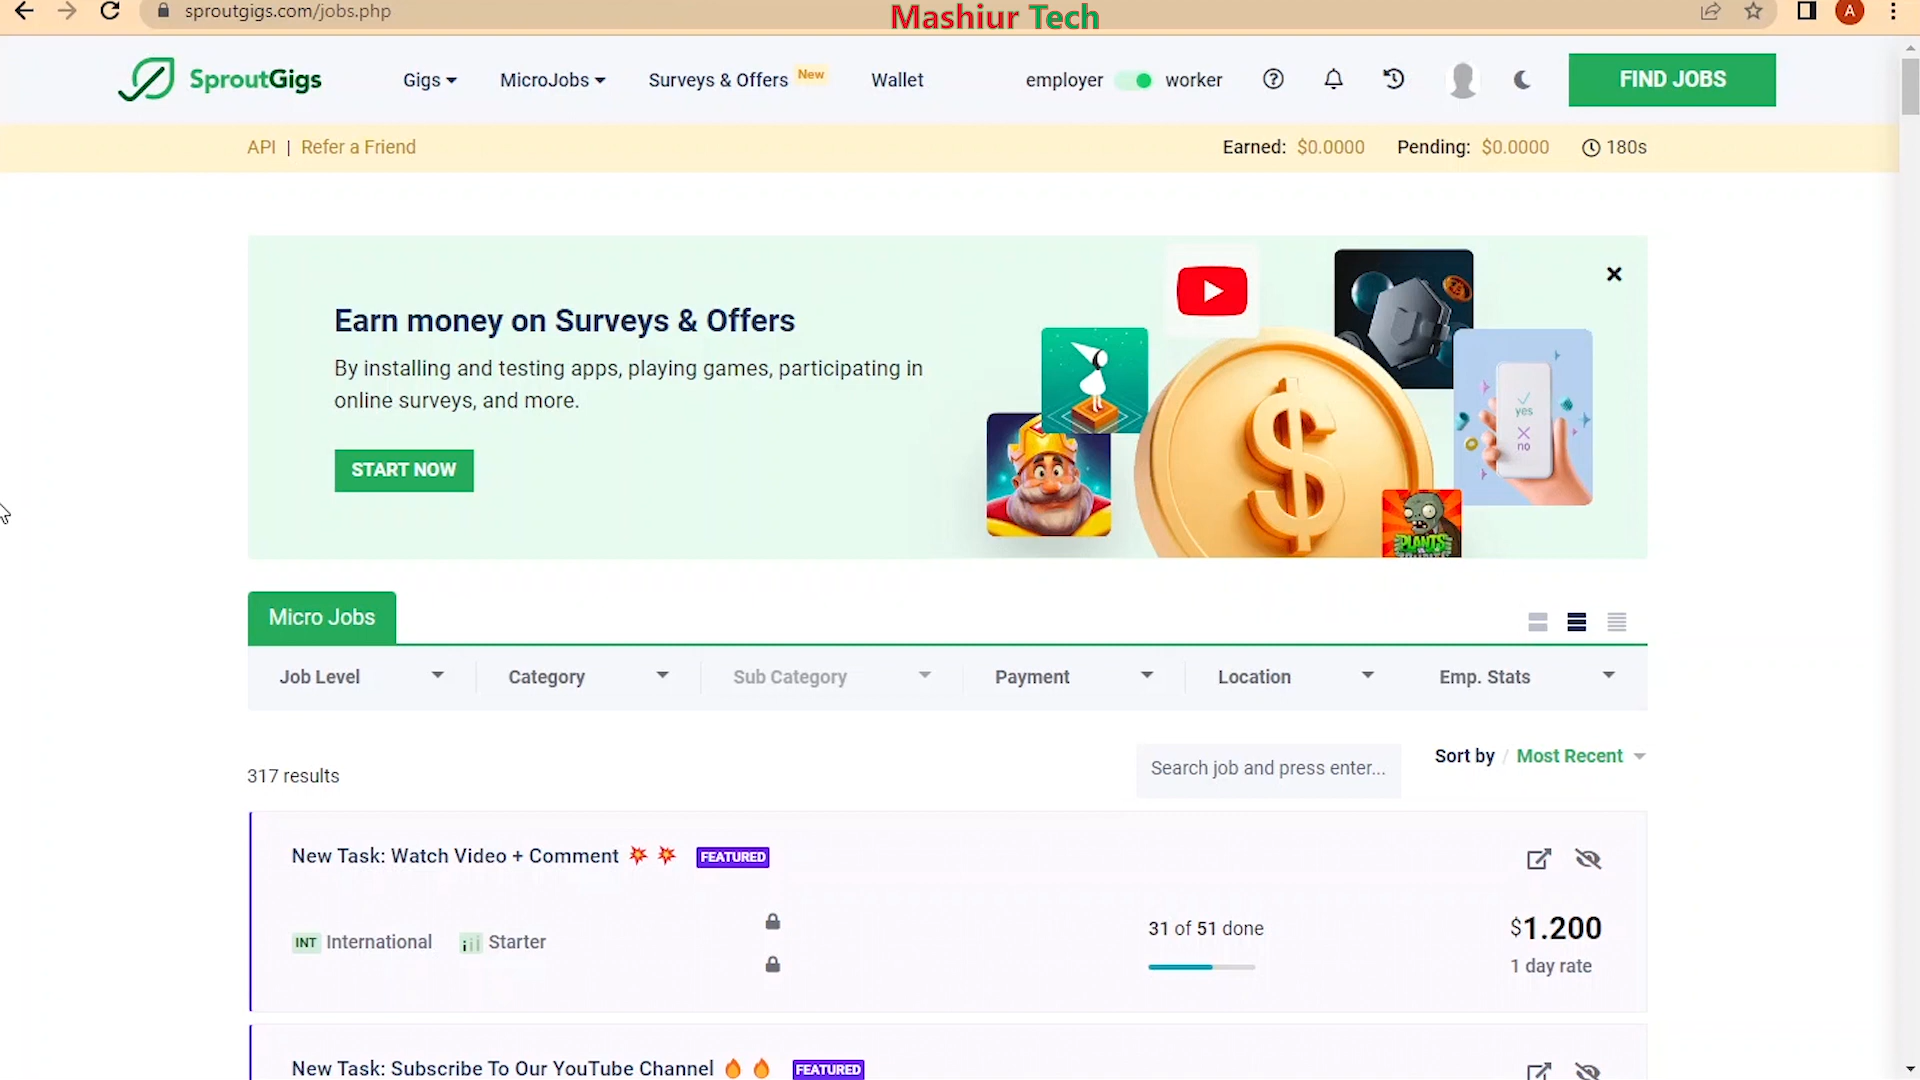 sproutgigs.com/jobs.php
Mashiur Tech
A
SproutGigs
Gigs
MicroJobs
Surveys & Offers New
Wallet
employer
worker
FIND JOBS
API | Refer a Friend
Earned: $0.0000
Pending: $0.0000
180s
Earn money on Surveys & Offers
By installing and testing apps, playing games, participating in
online surveys, and more.
START NOW
yes
no
PLANTS
Micro Jobs
Job Level
Category
Sub Category
Payment
Location
Emp. Stats
317 results
Search job and press enter...
Sort by / Most Recent
New Task: Watch Video + Comment 💥 💥 FEATURED
INT International
Starter
31 of 51 done
$1.200
1 day rate
New Task: Subscribe To Our YouTube Channel 🔥 🔥 FEATURED